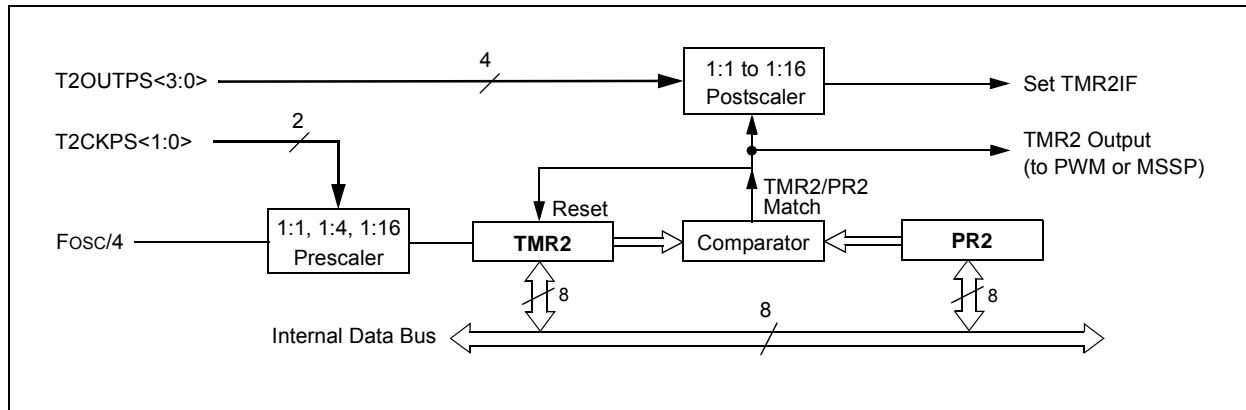 T2OUTPS<3:0>
4
1:1 to 1:16
Postscaler
Set TMR2IF
T2CKPS<1:0>
2
TMR2 Output
(to PWM or MSSP)
TMR2/PR2
Match
Reset
FOSC/4
1:1, 1:4, 1:16
Prescaler
TMR2
Comparator
PR2
8
8
8
Internal Data Bus